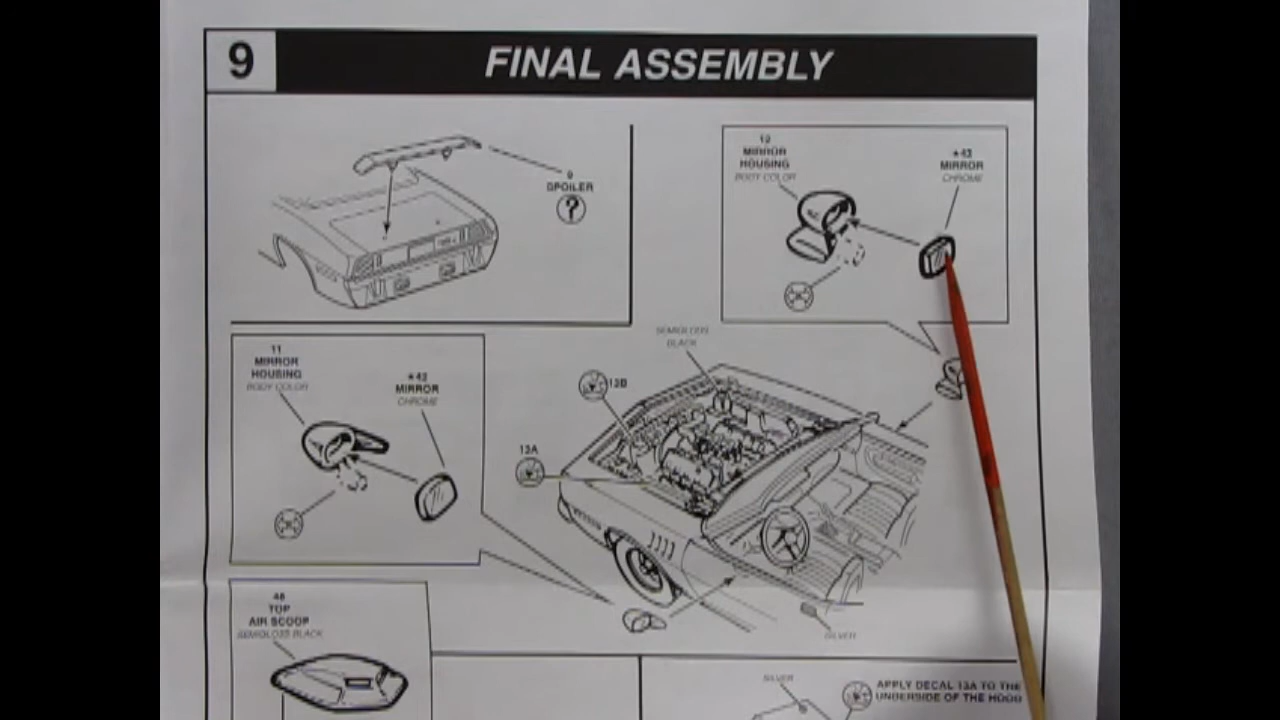 9
FINAL ASSEMBLY
9
SPOILER
?
12
MIRROR
HOUSING
BODY COLOR
★43
MIRROR
CHROME
11
MIRROR
HOUSING
BODY COLOR
★42
MIRROR
CHROME
SEMIGLOSS
BLACK
13B
13A
SILVER
46
TOP
AIR SCOOP
SEMIGLOSS BLACK
SILVER
APPLY DECAL 13A TO THE
UNDERSIDE OF THE HOOD